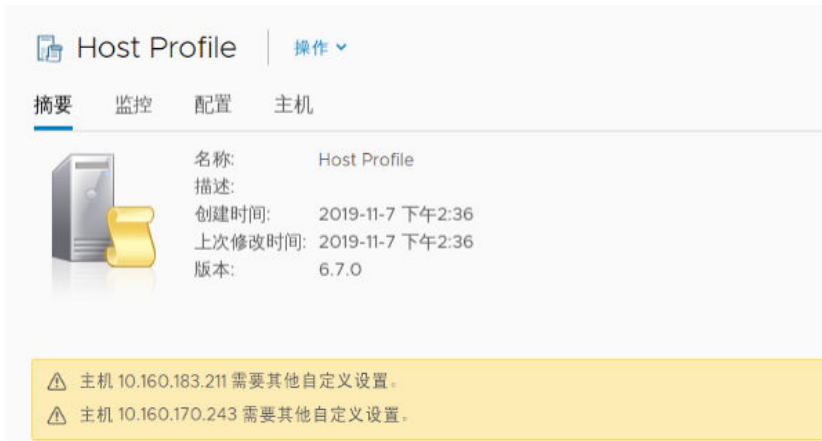 Host Profile 操作
摘要 监控 配置 主机
名称: Host Profile
描述:
创建时间: 2019-11-7 下午2:36
上次修改时间: 2019-11-7 下午2:36
版本: 6.7.0
主机 10.160.183.211 需要其他自定义设置。
主机 10.160.170.243 需要其他自定义设置。